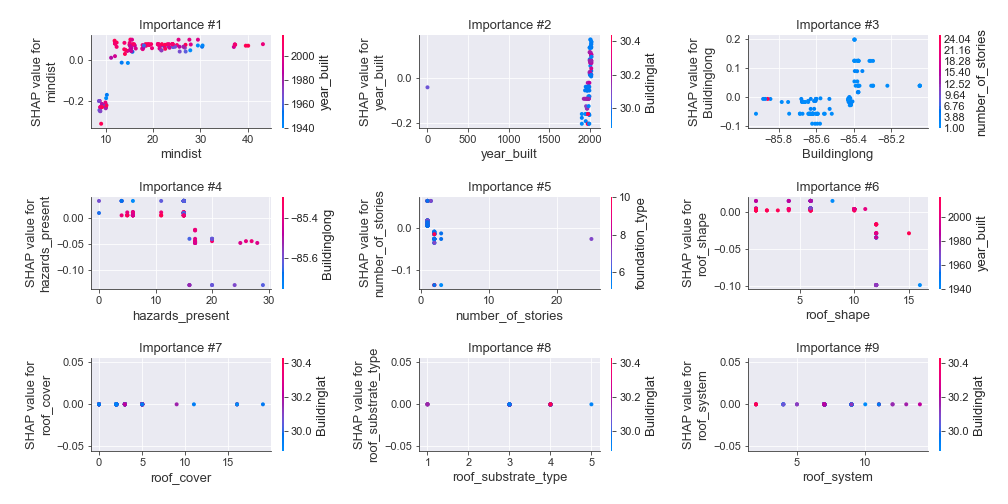 Importance #1
Importance #2
Importance #3
SHAP value for
mindist
0.0
−0.2
10
20
30
40
mindist
2000
1980
1960
1940
year_built
SHAP value for
year_built
0.0
−0.2
0
500
1000
1500
2000
year_built
30.4
30.2
30.0
Buildinglat
SHAP value for
Buildinglong
0.2
0.1
0.0
−0.1
−85.8
−85.6
−85.4
−85.2
Buildinglong
24.04
21.16
18.28
15.40
12.52
9.64
6.76
3.88
1.00
number_of_stories
Importance #4
Importance #5
Importance #6
SHAP value for
hazards_present
0.00
−0.05
−0.10
0
10
20
30
hazards_present
−85.4
−85.6
Buildinglong
SHAP value for
number_of_stories
0.0
−0.1
0
10
20
number_of_stories
10
8
6
foundation_type
SHAP value for
roof_shape
0.00
−0.05
−0.10
5
10
15
roof_shape
2000
1980
1960
1940
year_built
Importance #7
Importance #8
Importance #9
SHAP value for
roof_cover
0.05
0.00
−0.05
0
5
10
15
roof_cover
30.4
30.2
30.0
Buildinglat
SHAP value for
roof_substrate_type
0.05
0.00
−0.05
1
2
3
4
5
roof_substrate_type
30.4
30.2
30.0
Buildinglat
SHAP value for
roof_system
0.05
0.00
−0.05
5
10
roof_system
30.4
30.2
30.0
Buildinglat